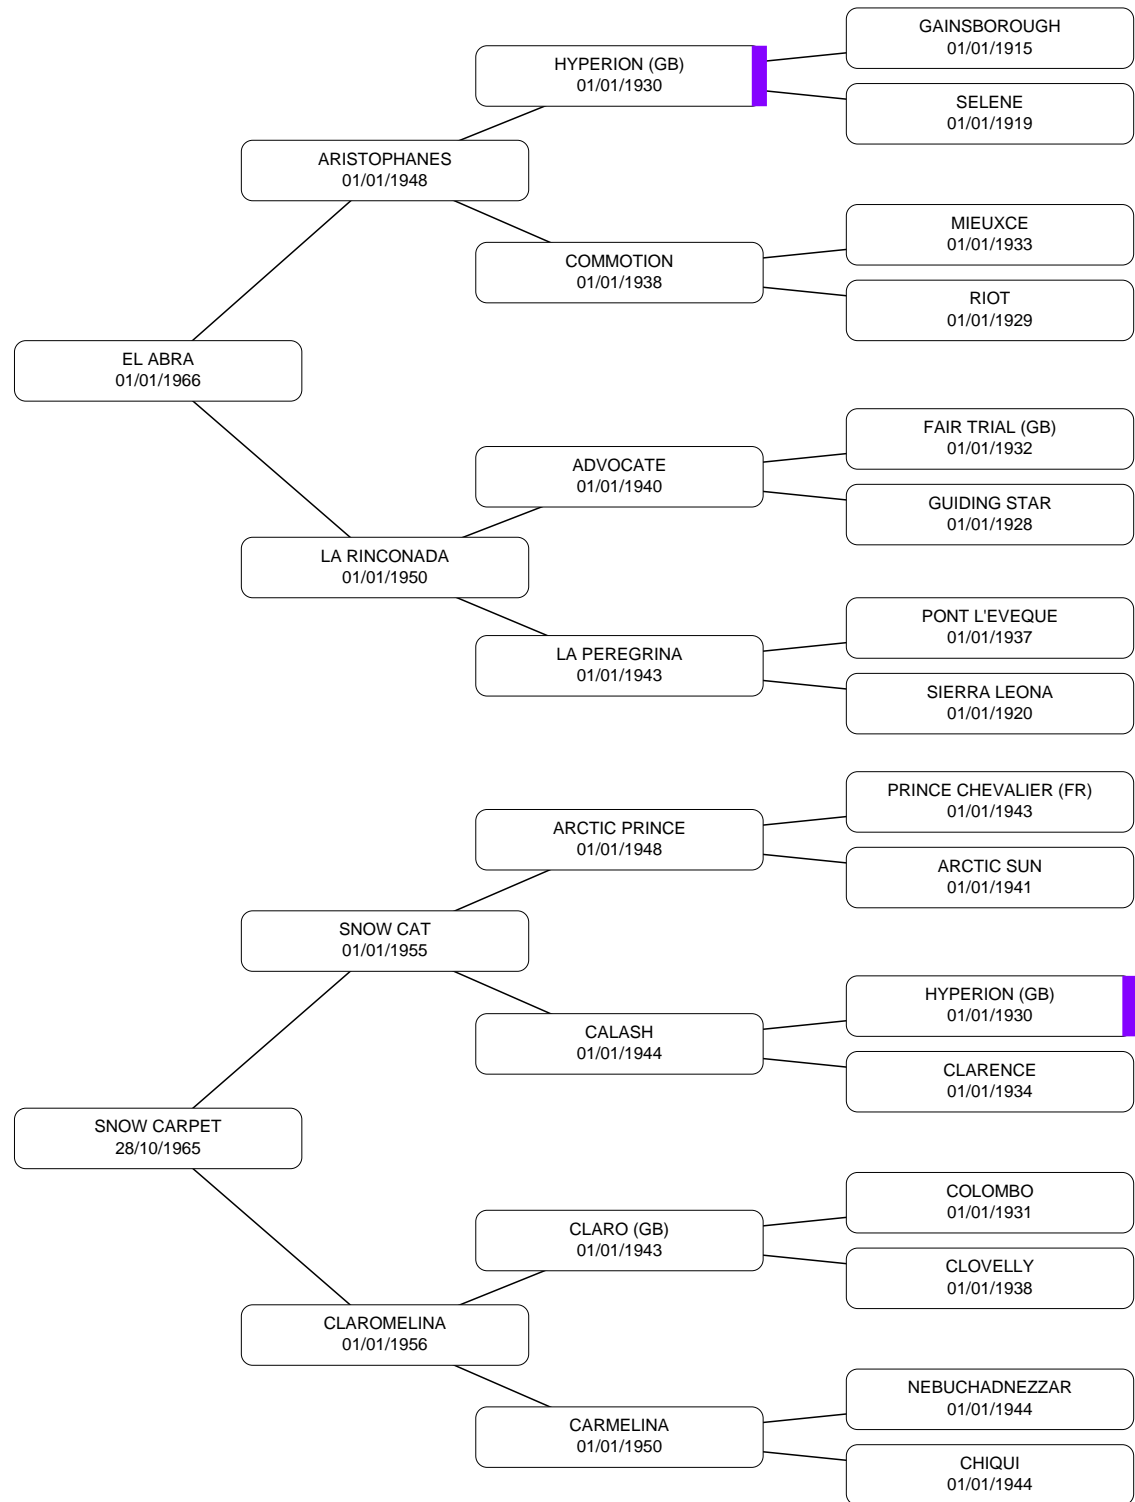 GAINSBOROUGH
01/01/1915
HYPERION (GB)
01/01/1930
SELENE
01/01/1919
ARISTOPHANES
01/01/1948
MIEUXCE
01/01/1933
COMMOTION
01/01/1938
RIOT
01/01/1929
EL ABRA
01/01/1966
FAIR TRIAL (GB)
01/01/1932
ADVOCATE
01/01/1940
GUIDING STAR
01/01/1928
LA RINCONADA
01/01/1950
PONT L'EVEQUE
01/01/1937
LA PEREGRINA
01/01/1943
SIERRA LEONA
01/01/1920
PRINCE CHEVALIER (FR)
01/01/1943
ARCTIC PRINCE
01/01/1948
ARCTIC SUN
01/01/1941
SNOW CAT
01/01/1955
HYPERION (GB)
01/01/1930
CALASH
01/01/1944
CLARENCE
01/01/1934
SNOW CARPET
28/10/1965
COLOMBO
01/01/1931
CLARO (GB)
01/01/1943
CLOVELLY
01/01/1938
CLAROMELINA
01/01/1956
NEBUCHADNEZZAR
01/01/1944
CARMELINA
01/01/1950
CHIQUI
01/01/1944